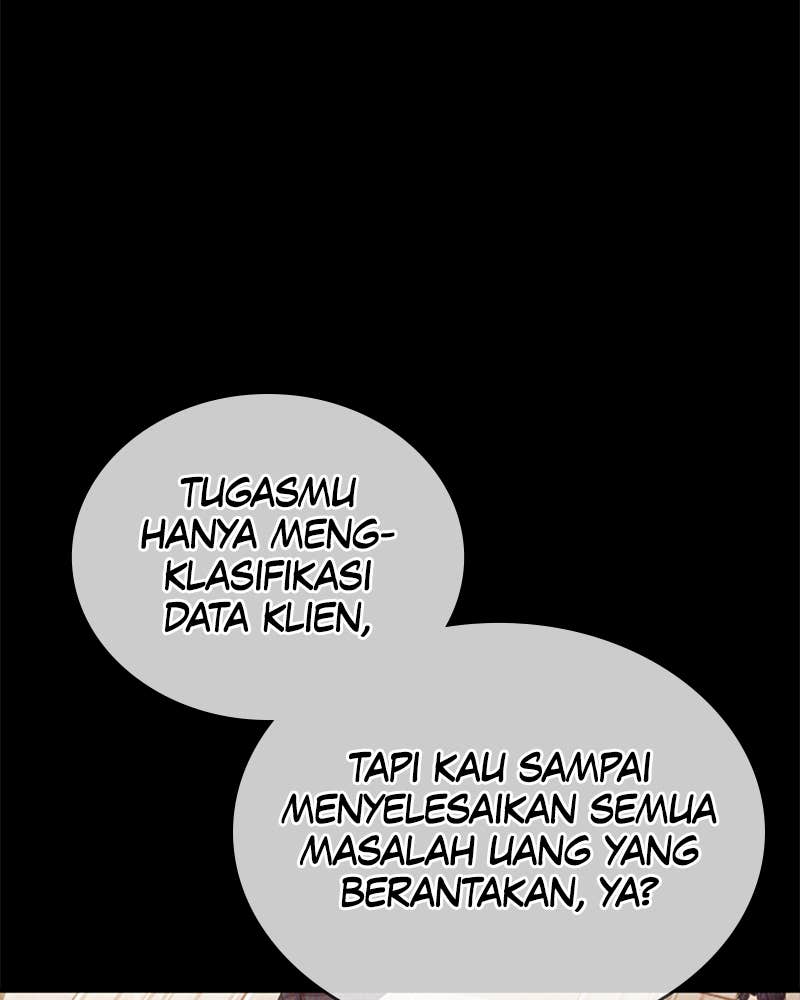 TUGASMU
HANYA MENG-
KLASIFIKASI
DATA KLIEN,
TAPI KAU SAMPAI
MENYELESAIKAN SEMUA
MASALAH UANG YANG
BERANTAKAN, YA?